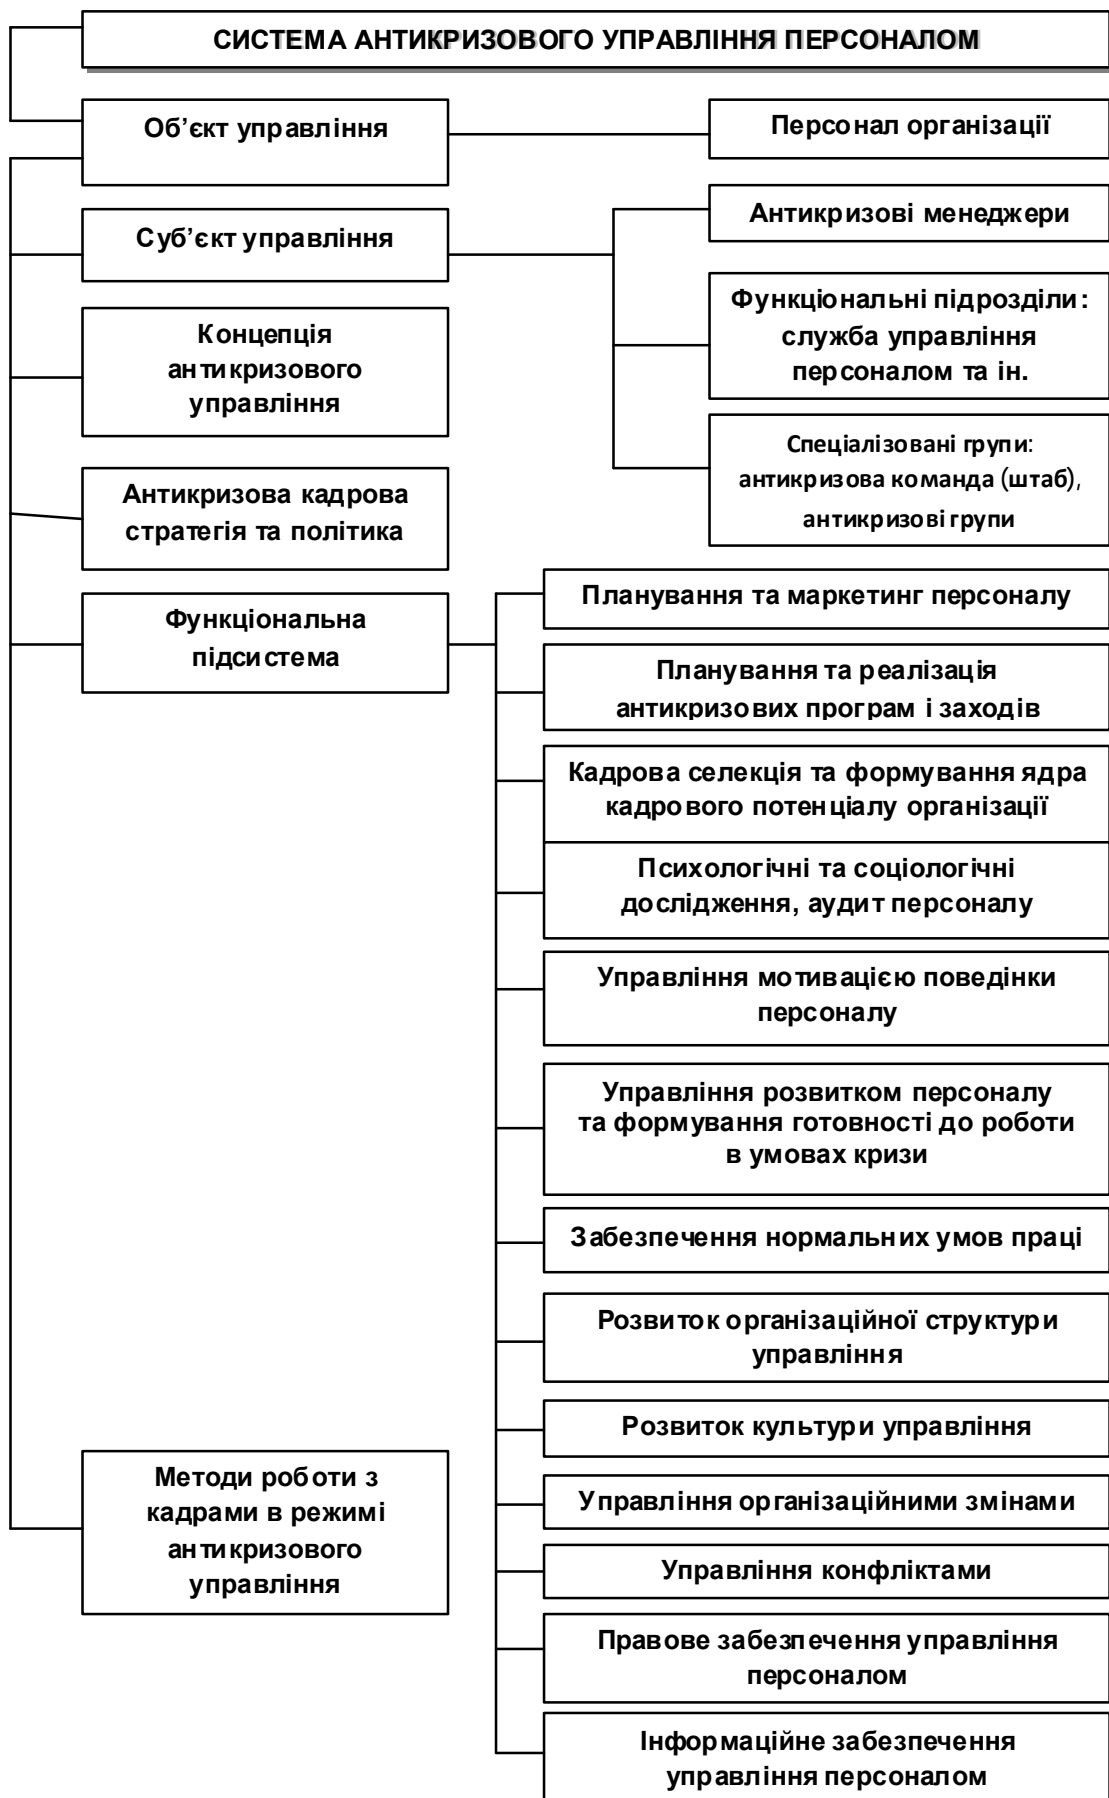 СИСТЕМА АНТИКРИЗОВОГО УПРАВЛІННЯ ПЕРСОНАЛОМ
Об’єкт управління
Персонал організації
Суб’єкт управління
Антикризові менеджери
Функціональні підрозділи:
служба управління
персоналом та ін.
Спеціалізовані групи:
антикризова команда (штаб),
антикризові групи
Концепція
антикризового
управління
Антикризова кадрова
стратегія та політика
Функціональна
підсистема
Планування та маркетинг персоналу
Планування та реалізація
антикризових програм і заходів
Кадрова селекція та формування ядра
кадрового потенціалу організації
Психологічні та соціологічні
дослідження, аудит персоналу
Управління мотивацією поведінки
персоналу
Управління розвитком персоналу
та формування готовності до роботи
в умовах кризи
Забезпечення нормальних умов праці
Розвиток організаційної структури
управління
Розвиток культури управління
Управління організаційними змінами
Управління конфліктами
Правове забезпечення управління
персоналом
Інформаційне забезпечення
управління персоналом
Методи роботи з
кадрами в режимі
антикризового
управління